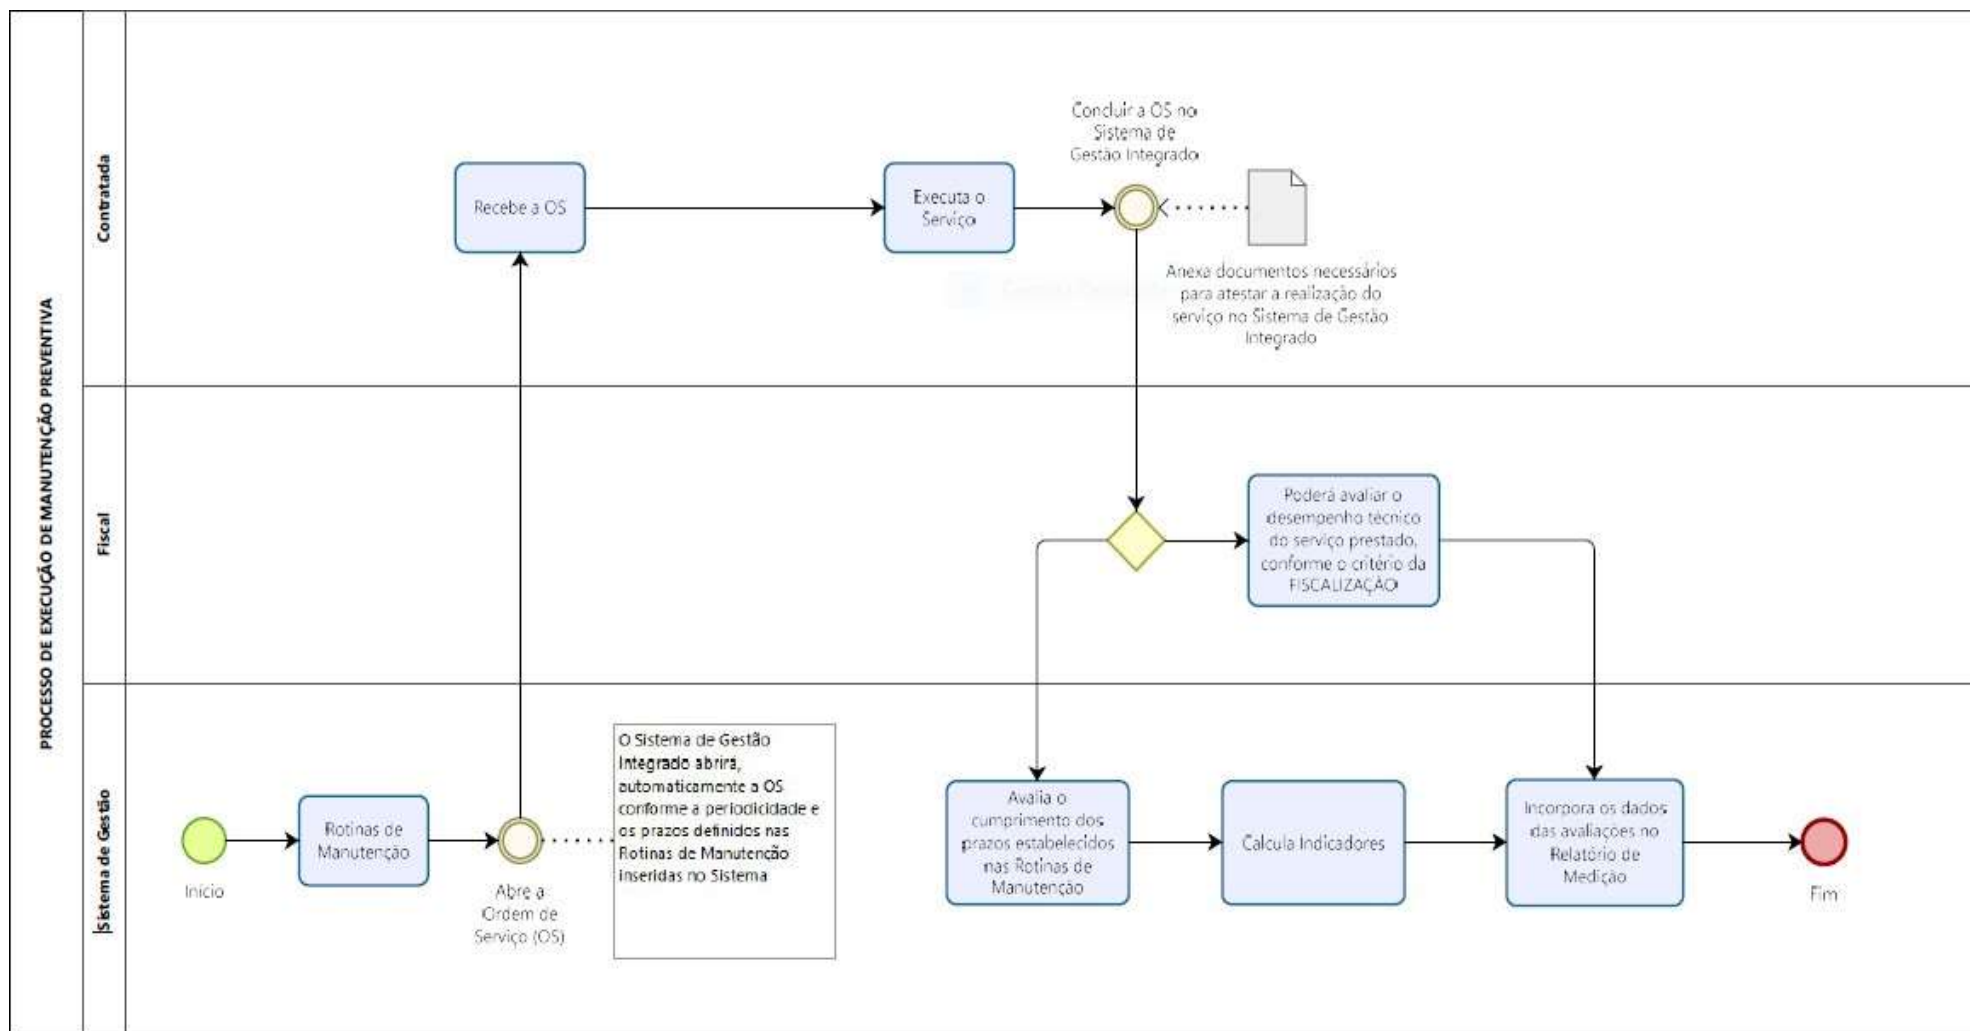 PROCESSO DE EXECUÇÃO DE MANUTENÇÃO PREVENTIVA
Contratada
Recebe a OS
Executa o
Serviço
Concluir a OS no
Sistema de
Gestão Integrado
Anexa documentos necessários
para atestar a realização do
serviço no Sistema de Gestão
Integrado
Fiscal
Poderá avaliar o
desempenho técnico
do serviço prestado,
conforme o critério da
FISCALIZAÇÃO
Sistema de Gestão
Início
Rotinas de
Manutenção
Abre a
Ordem de
Serviço (OS)
O Sistema de Gestão
Integrado abrirá,
automaticamente a OS
conforme a periodicidade e
os prazos definidos nas
Rotinas de Manutenção
inseridas no Sistema
Avalia o
cumprimento dos
prazos estabelecidos
nas Rotinas de
Manutenção
Calcula Indicadores
Incorpora os dados
das avaliações no
Relatório de
Medição
Fim